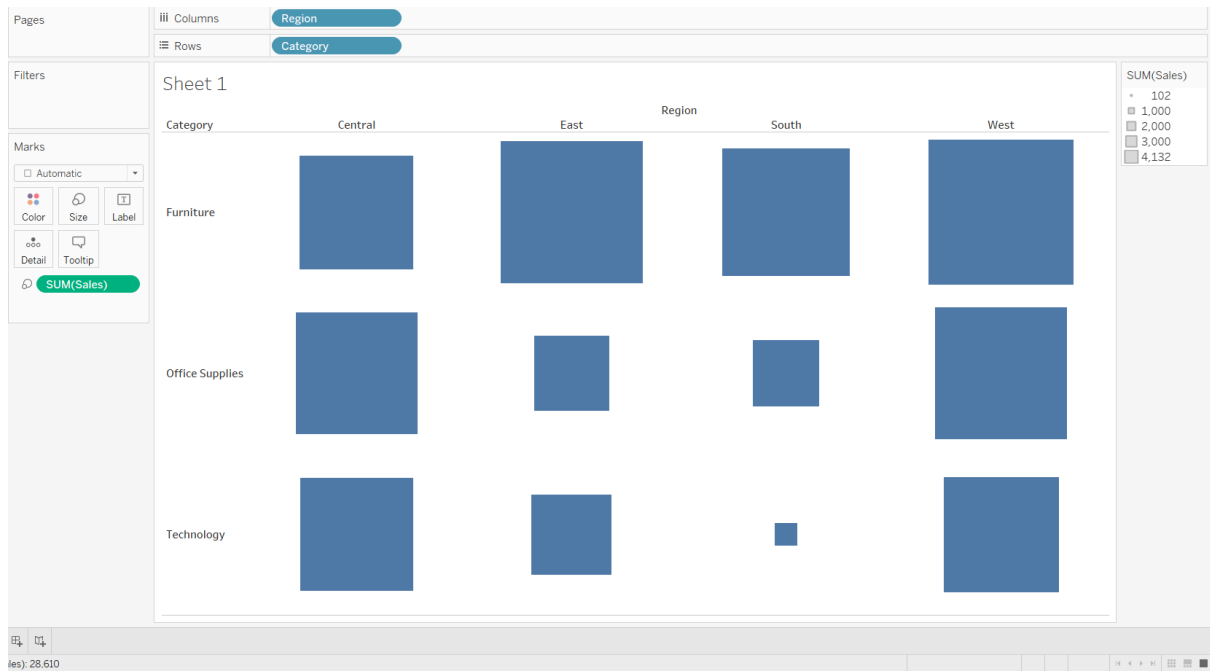 Pages
Columns
Region
Rows
Category
Filters
Marks
Automatic
Color
Size
Label
Detail
Tooltip
SUM(Sales)
Sheet 1
Region
Category
Central
East
South
West
Furniture
Office Supplies
Technology
SUM(Sales)
102
1,000
2,000
3,000
4,132
les): 28.610